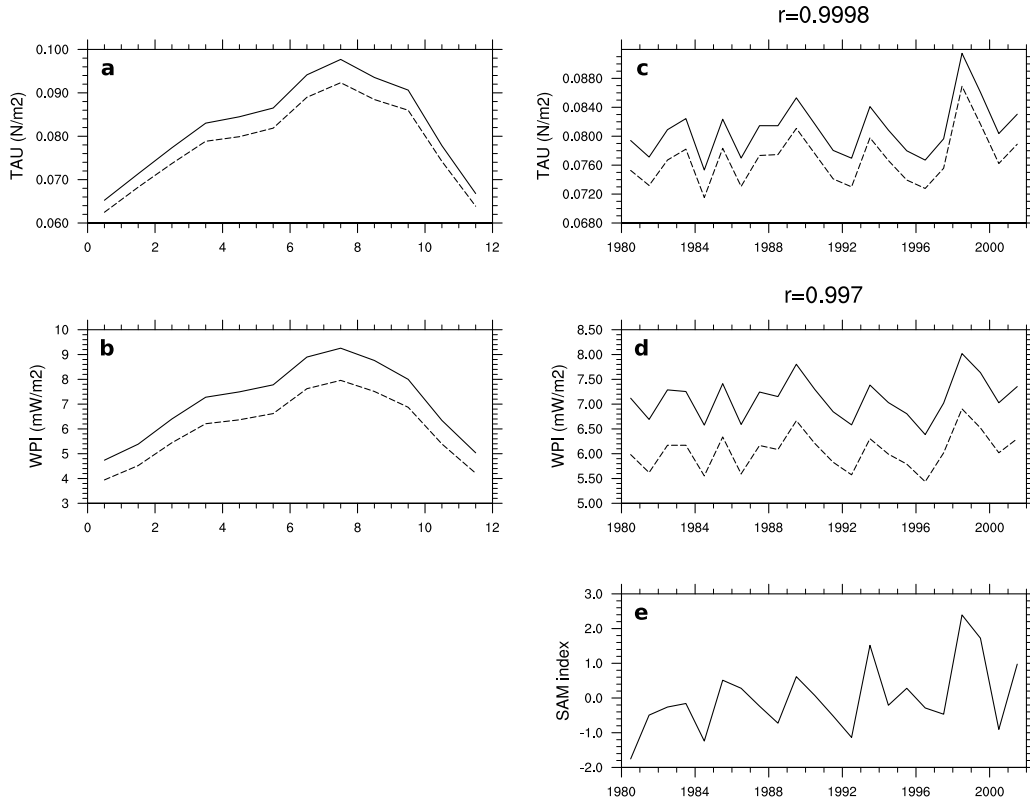 r=0.9998
a
TAU (N/m2)
0.100
0.090
0.080
0.070
0.060
0 2 4 6 8 10 12
c
TAU (N/m2)
0.0880
0.0840
0.0800
0.0760
0.0720
0.0680
1980 1984 1988 1992 1996 2000
b
WPI (mW/m2)
10
9
8
7
6
5
4
3
0 2 4 6 8 10 12
r=0.997
d
WPI (mW/m2)
8.50
8.00
7.50
7.00
6.50
6.00
5.50
5.00
1980 1984 1988 1992 1996 2000
e
SAM index
3.0
2.0
1.0
0.0
-1.0
-2.0
1980 1984 1988 1992 1996 2000